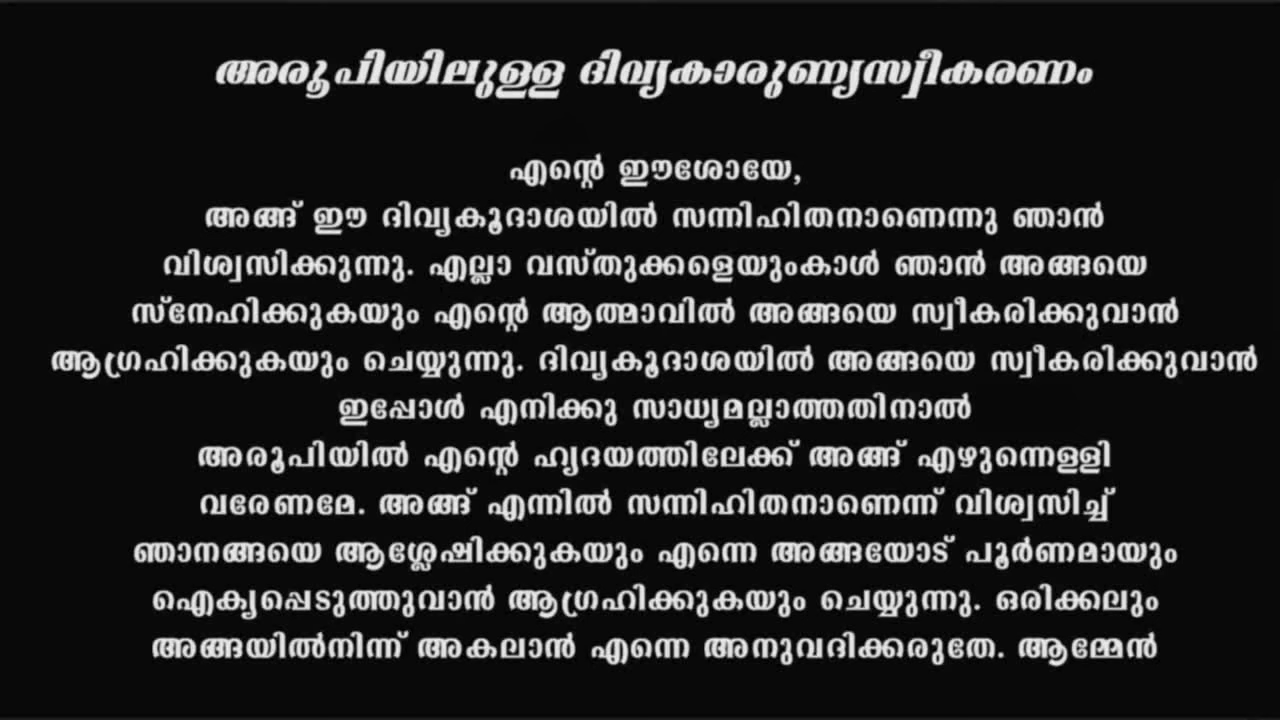 അരൂപിയിലുള്ള ദിവ്യകാരുണ്യസ്വീകരണം
എന്റെ ഈശോയേ,
അങ്ങ് ഈ ദിവ്യകൂദാശയിൽ സന്നിഹിതനാണെന്നു ഞാൻ
വിശ്വസിക്കുന്നു. എല്ലാ വസ്തുക്കളെയുംകാൾ ഞാൻ അങ്ങയെ
സ്നേഹിക്കുകയും എന്റെ ആത്മാവിൽ അങ്ങയെ സ്വീകരിക്കുവാൻ
ആഗ്രഹിക്കുകയും ചെയ്യുന്നു. ദിവ്യകൂദാശയിൽ അങ്ങയെ സ്വീകരിക്കുവാൻ
ഇപ്പോൾ എനിക്കു സാധ്യമല്ലാത്തതിനാൽ
അരൂപിയിൽ എന്റെ ഹൃദയത്തിലേക്ക് അങ്ങ് എഴുന്നെള്ളി
വരേണമേ. അങ്ങ് എന്നിൽ സന്നിഹിതനാണെന്ന് വിശ്വസിച്ച്
ഞാനങ്ങയെ ആശ്ലേഷിക്കുകയും എന്നെ അങ്ങയോട് പൂർണമായും
ഐക്യപ്പെടുത്തുവാൻ ആഗ്രഹിക്കുകയും ചെയ്യുന്നു. ഒരിക്കലും
അങ്ങയിൽനിന്ന് അകലാൻ എന്നെ അനുവദിക്കരുതേ. ആമ്മേൻ